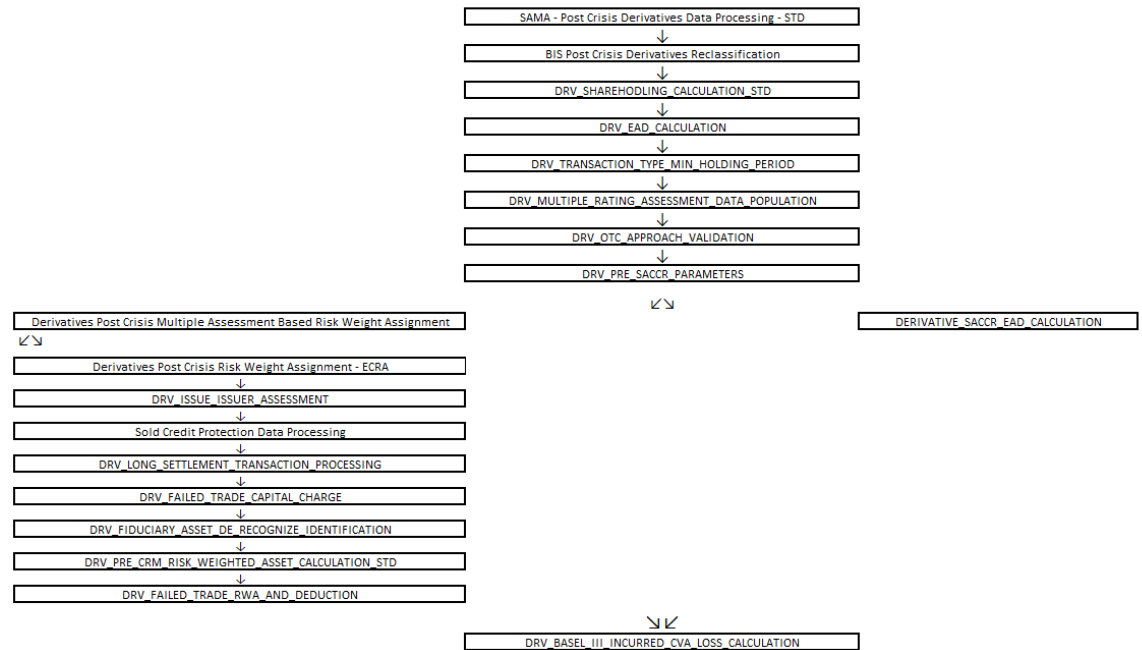 SAMA - Post Crisis Derivatives Data Processing - STD
BIS Post Crisis Derivatives Reclassification
DRV_SHAREHODLING_CALCULATION_STD
DRV_EAD_CALCULATION
DRV_TRANSACTION_TYPE_MIN_HOLDING_PERIOD
DRV_MULTIPLE_RATING_ASSESSMENT_DATA_POPULATION
DRV_OTC_APPROACH_VALIDATION
DRV_PRE_SACCR_PARAMETERS
Derivatives Post Crisis Multiple Assessment Based Risk Weight Assignment
DERIVATIVE_SACCR_EAD_CALCULATION
Derivatives Post Crisis Risk Weight Assignment - ECRA
DRV_ISSUE_ISSUER_ASSESSMENT
Sold Credit Protection Data Processing
DRV_LONG_SETTLEMENT_TRANSACTION_PROCESSING
DRV_FAILED_TRADE_CAPITAL_CHARGE
DRV_FIDUCIARY_ASSET_DE_RECOGNIZE_IDENTIFICATION
DRV_PRE_CRM_RISK_WEIGHTED_ASSET_CALCULATION_STD
DRV_FAILED_TRADE_RWA_AND_DEDUCTION
DRV_BASEL_III_INCURRED_CVA_LOSS_CALCULATION